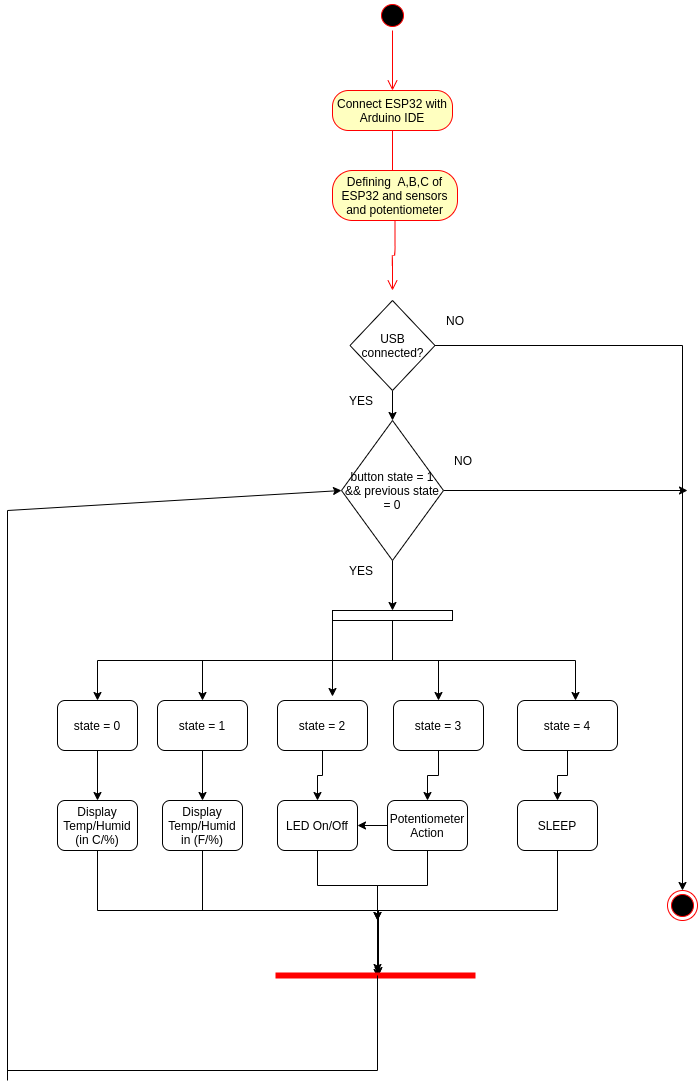 Connect ESP32 with
Arduino IDE
Defining  A,B,C of
ESP32 and sensors
and potentiometer
NO
USB
connected?
YES
NO
button state = 1
&& previous state
= 0
YES
state = 0
state = 1
state = 2
state = 3
state = 4
Display
Temp/Humid
(in C/%)
Display
Temp/Humid
in (F/%)
LED On/Off
Potentiometer
Action
SLEEP